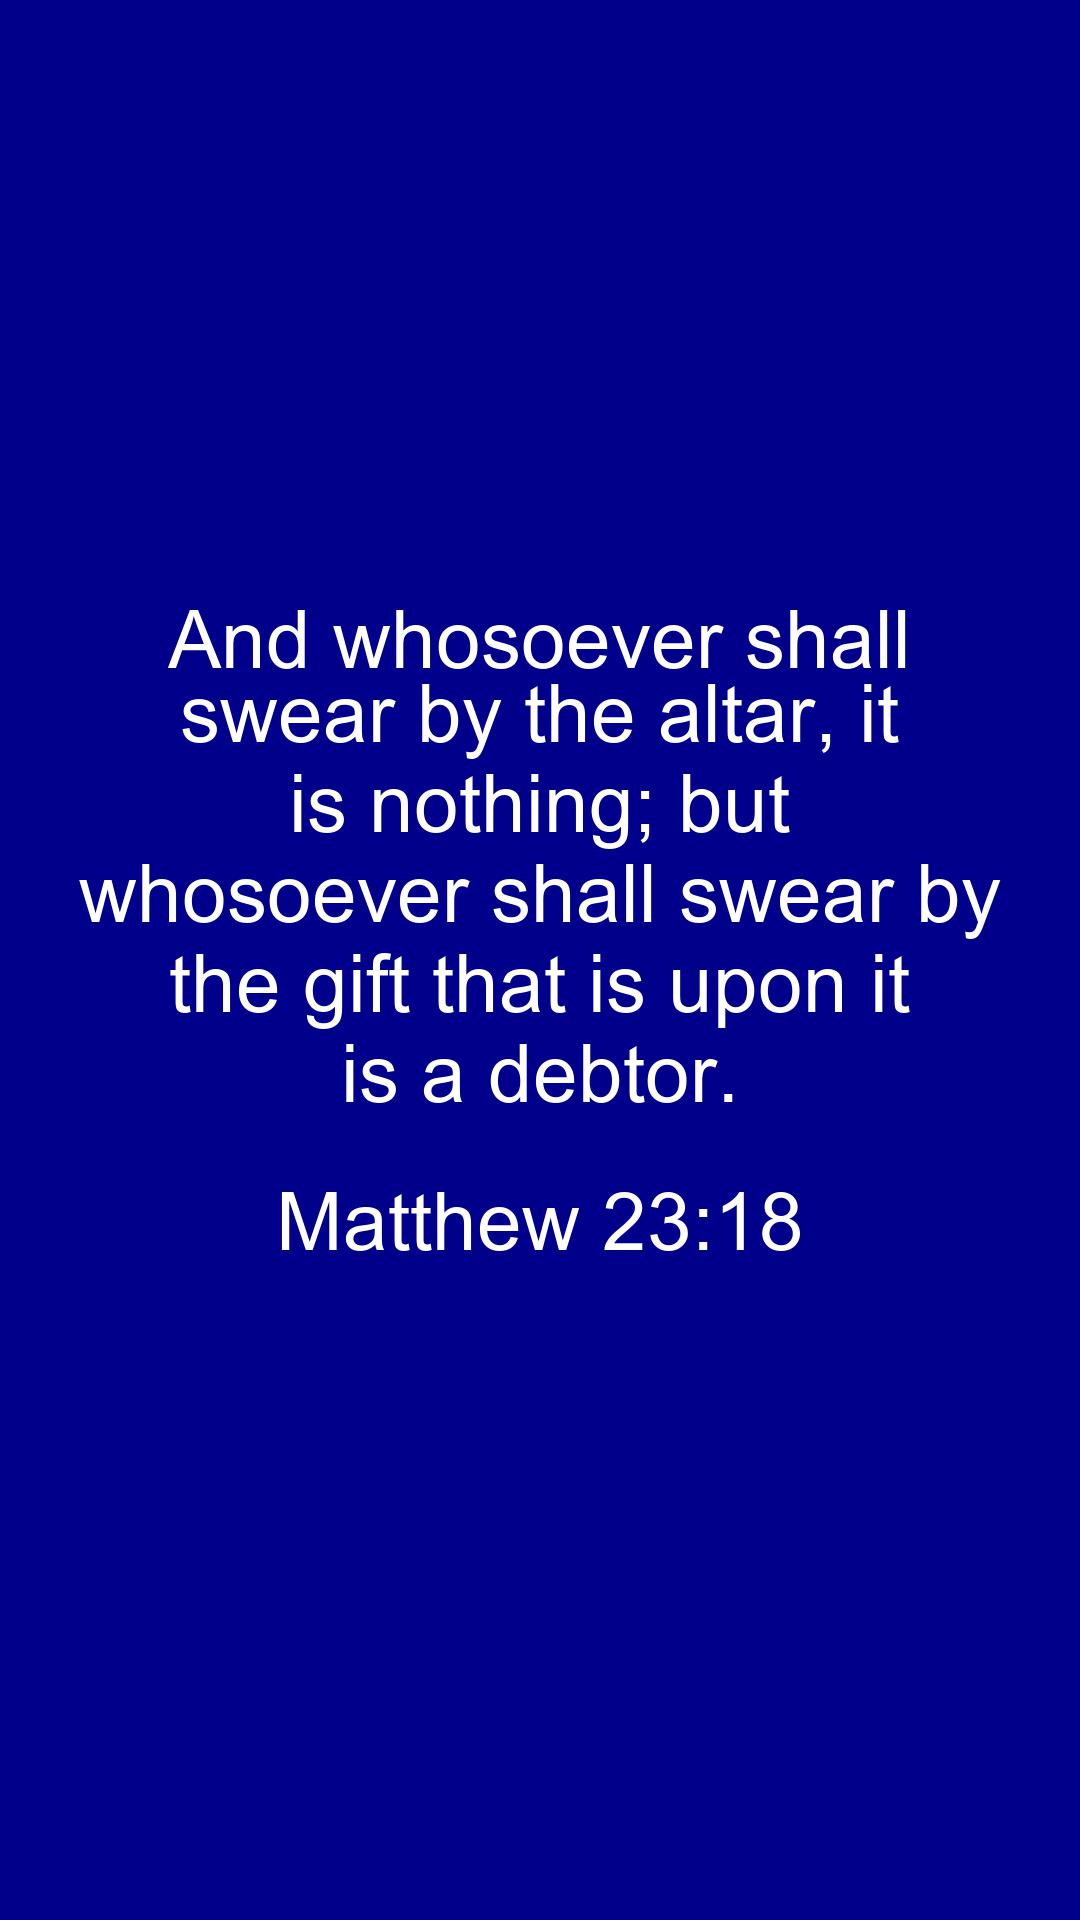 And whosoever shall
swear by the altar, it
is nothing; but
whosoever shall swear by
the gift that is upon it
is a debtor.
Matthew 23:18